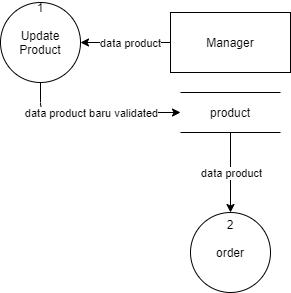 1
Update
Product
data product
Manager
data product baru validated
product
data product
2
order